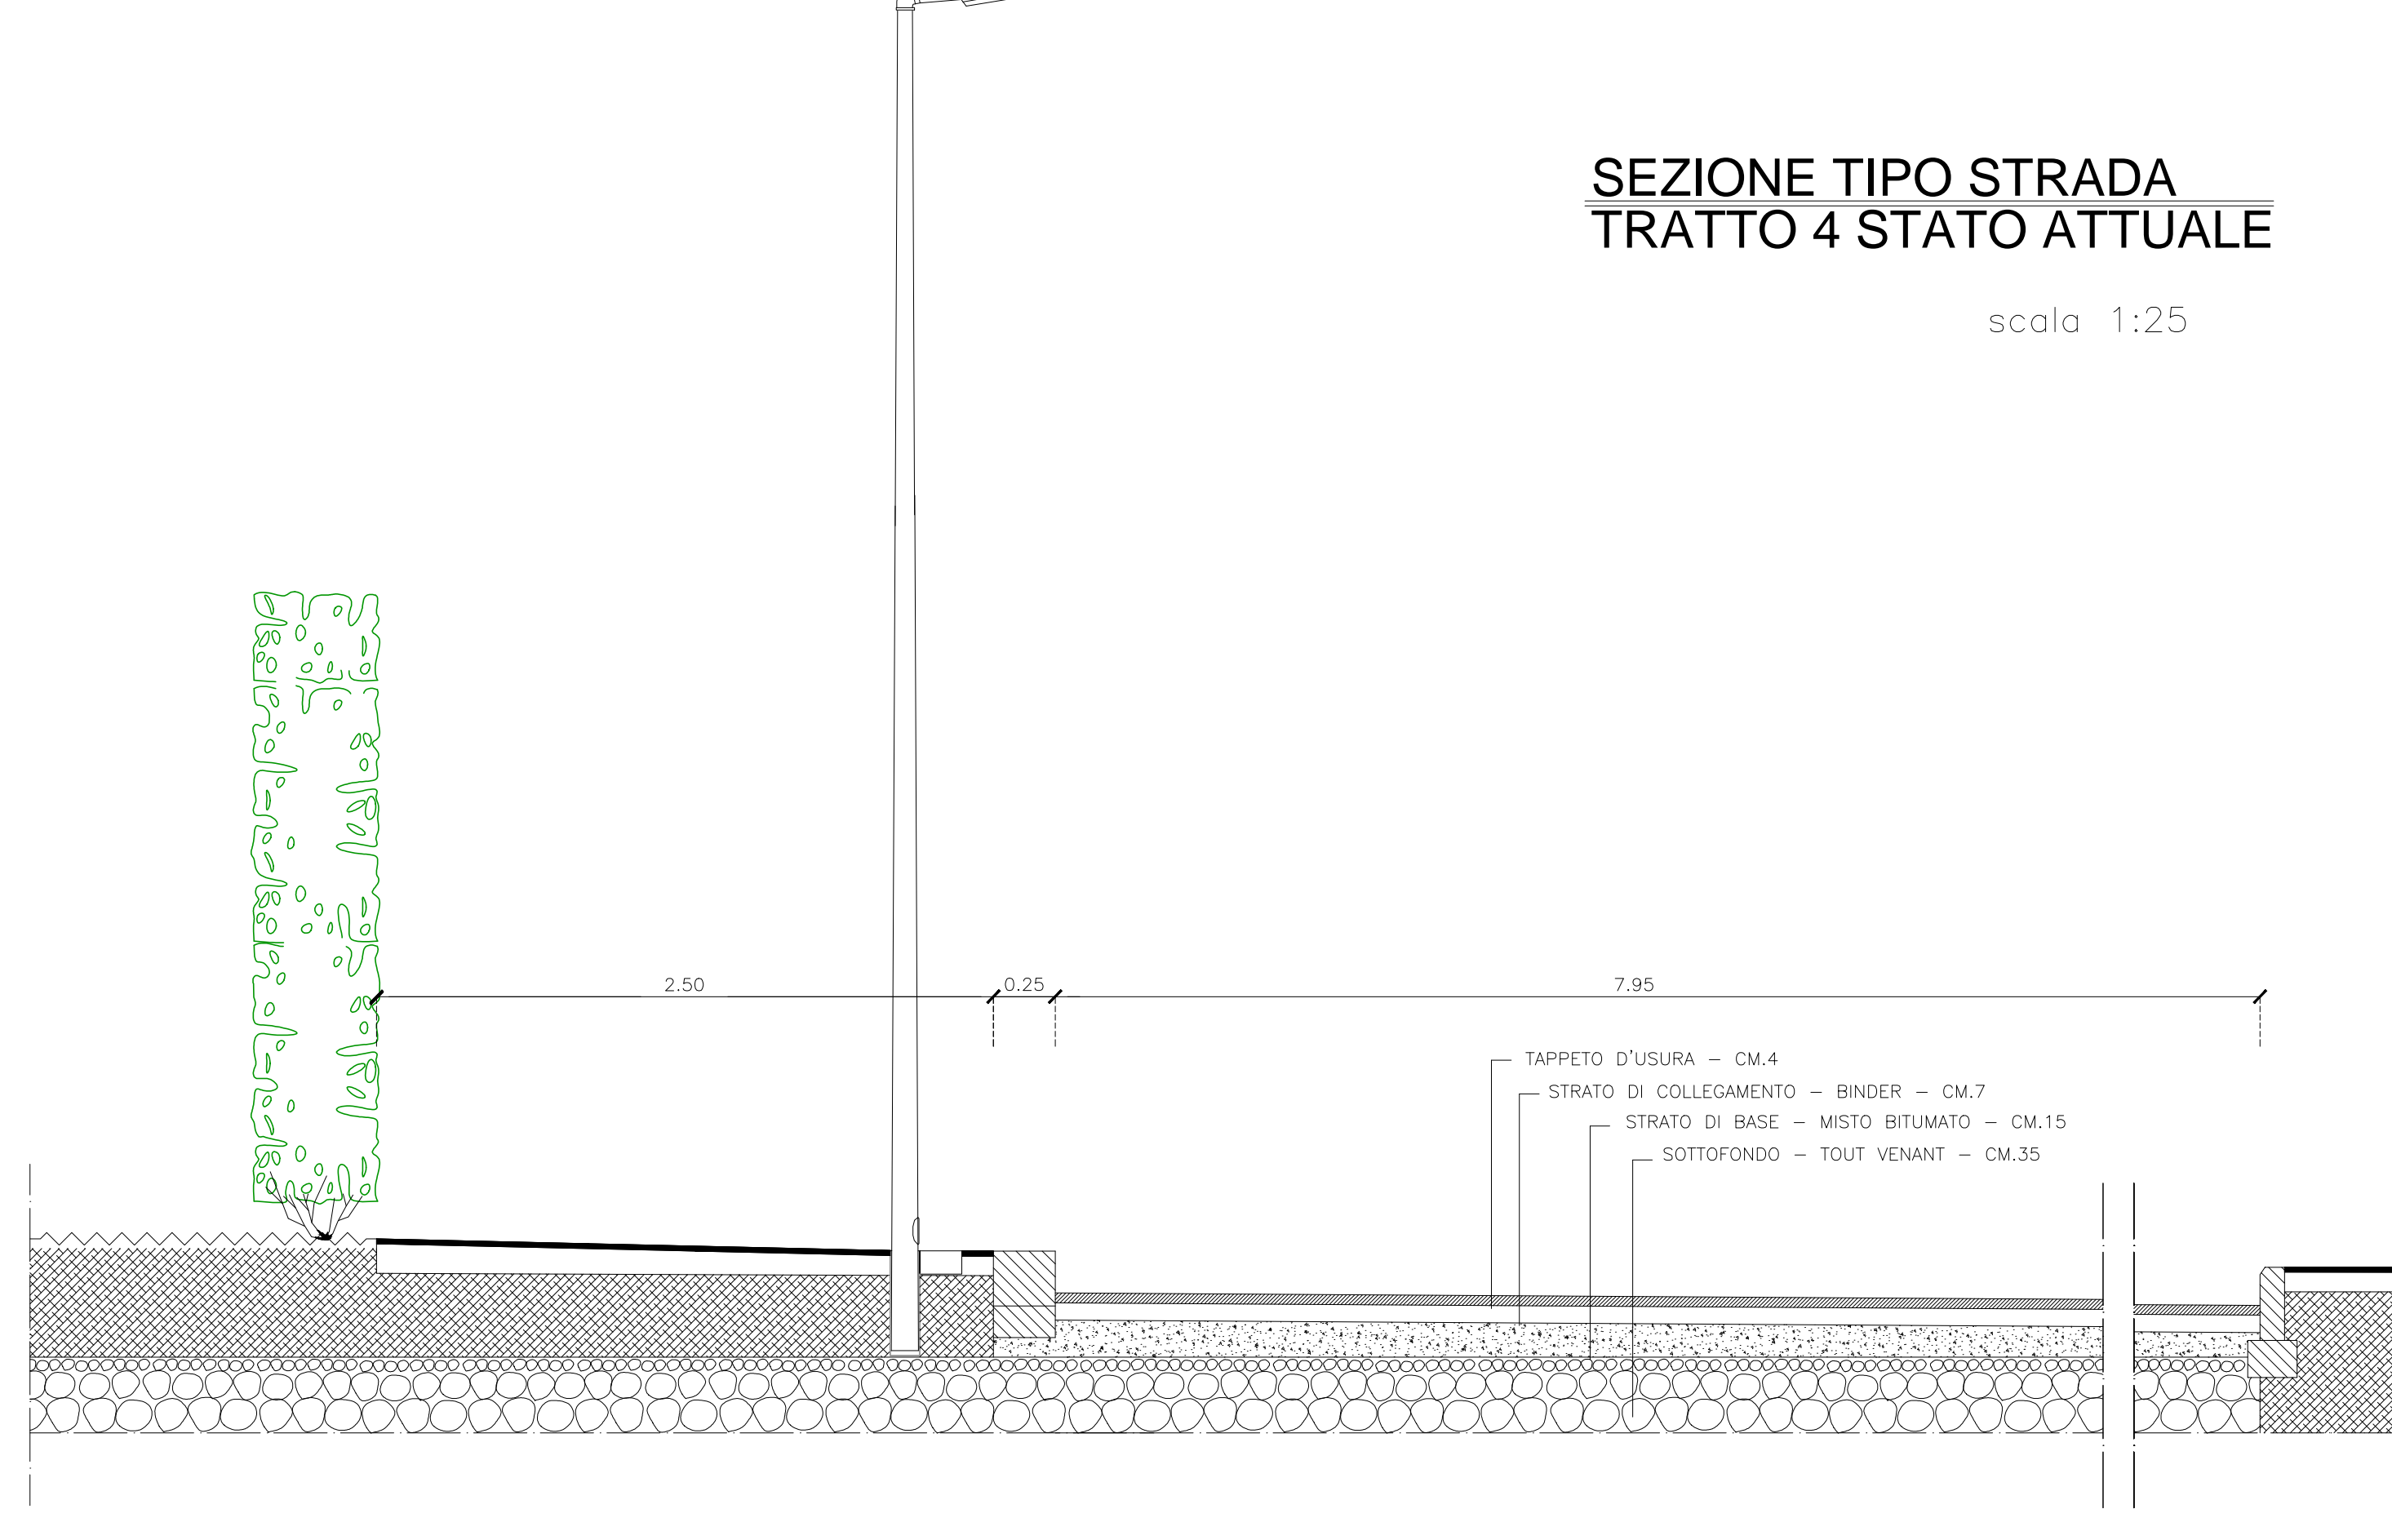 SEZIONE TIPO STRADA
TRATTO 4 STATO ATTUALE
scala 1:25
2.50
0.25
7.95
TAPPETO D'USURA – CM.4
STRATO DI COLLEGAMENTO – BINDER – CM.7
STRATO DI BASE – MISTO BITUMATO – CM.15
SOTTOFONDO – TOUT VENANT – CM.35